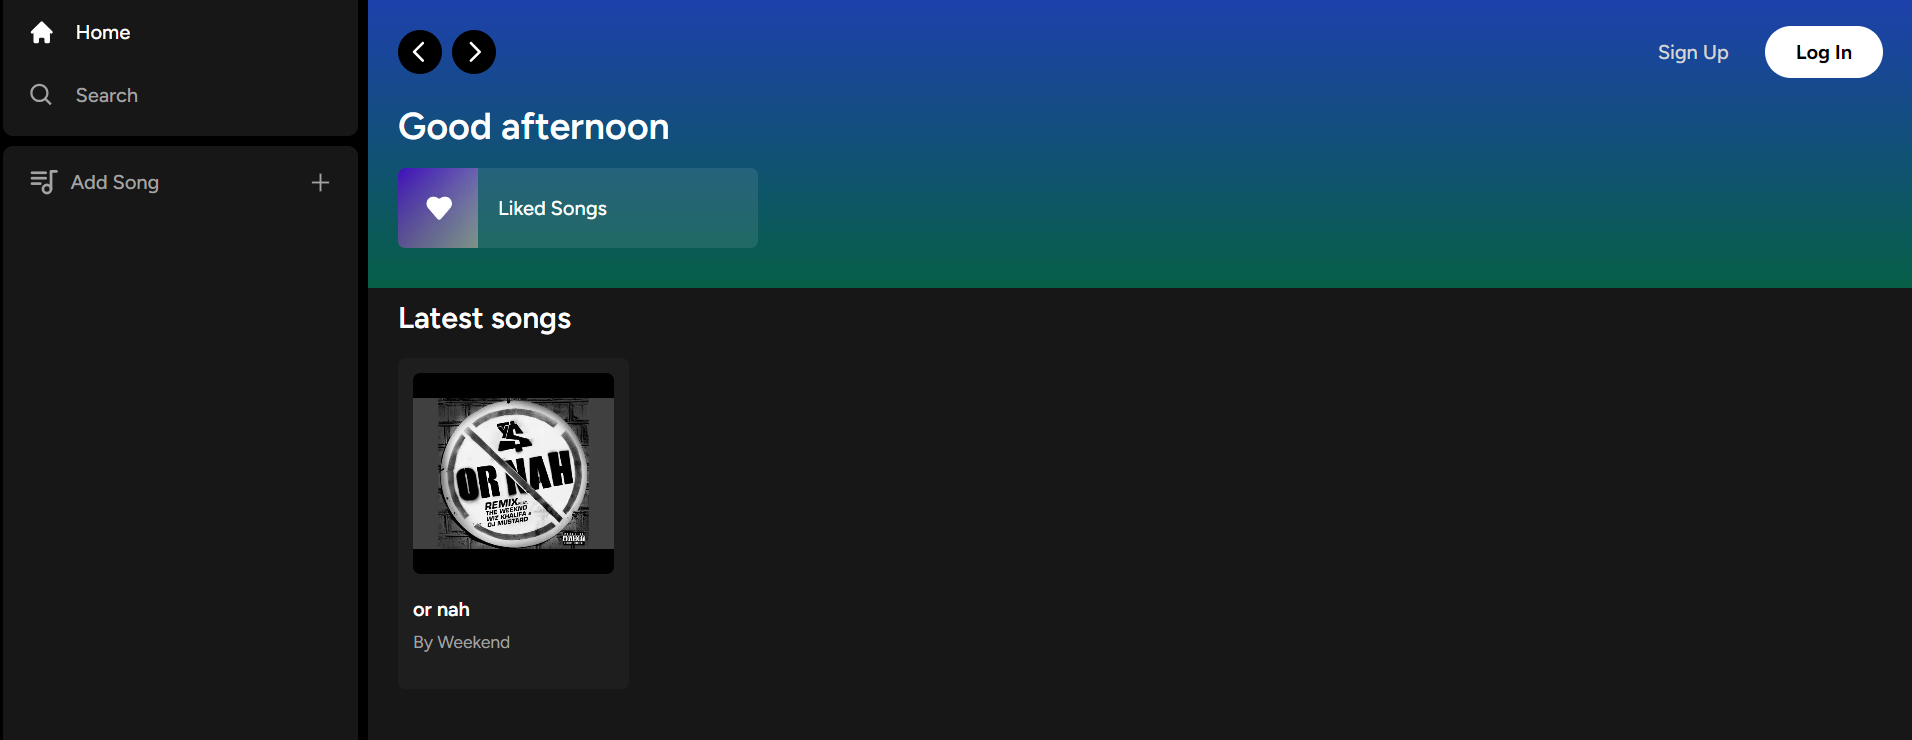 Home
Search
Add Song
Sign Up
Log In
Good afternoon
Liked Songs
Latest songs
OR NAH
REMIX
THE WEEKND
WIZ KHALIFA &
DJ MUSTARD
or nah
By Weekend